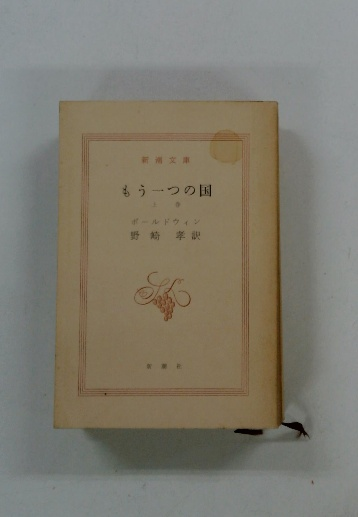 新潮文庫
もう一つの国
上巻
ボールドウィン
野崎孝訳
新潮社